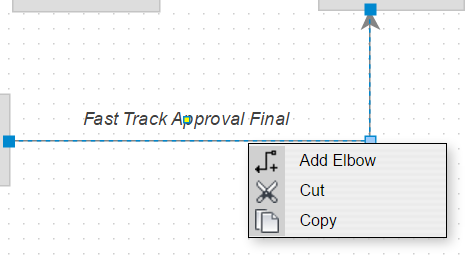 Fast Track Approval Final
Add Elbow
Cut
Copy